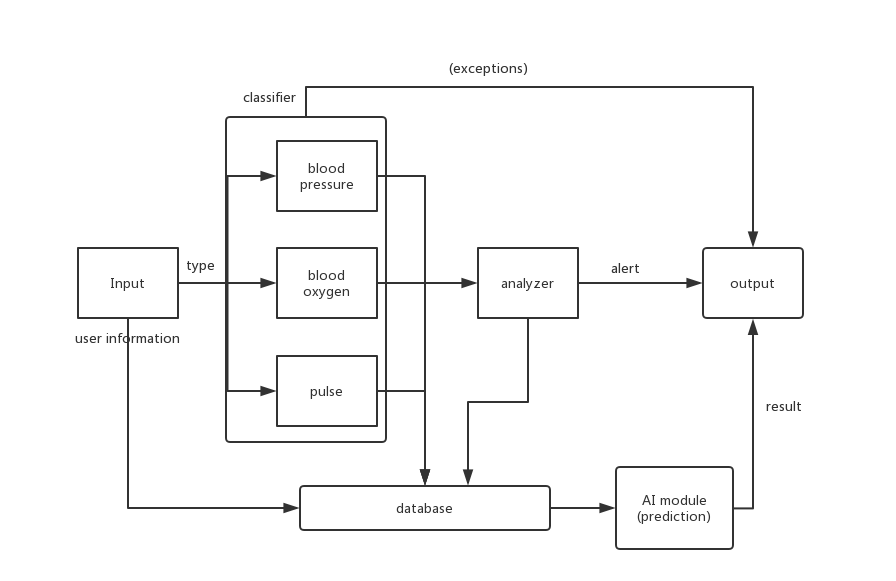 (exceptions)
classifier
blood
pressure
Input
type
blood
oxygen
analyzer
alert
output
user information
pulse
result
database
AI module
(prediction)